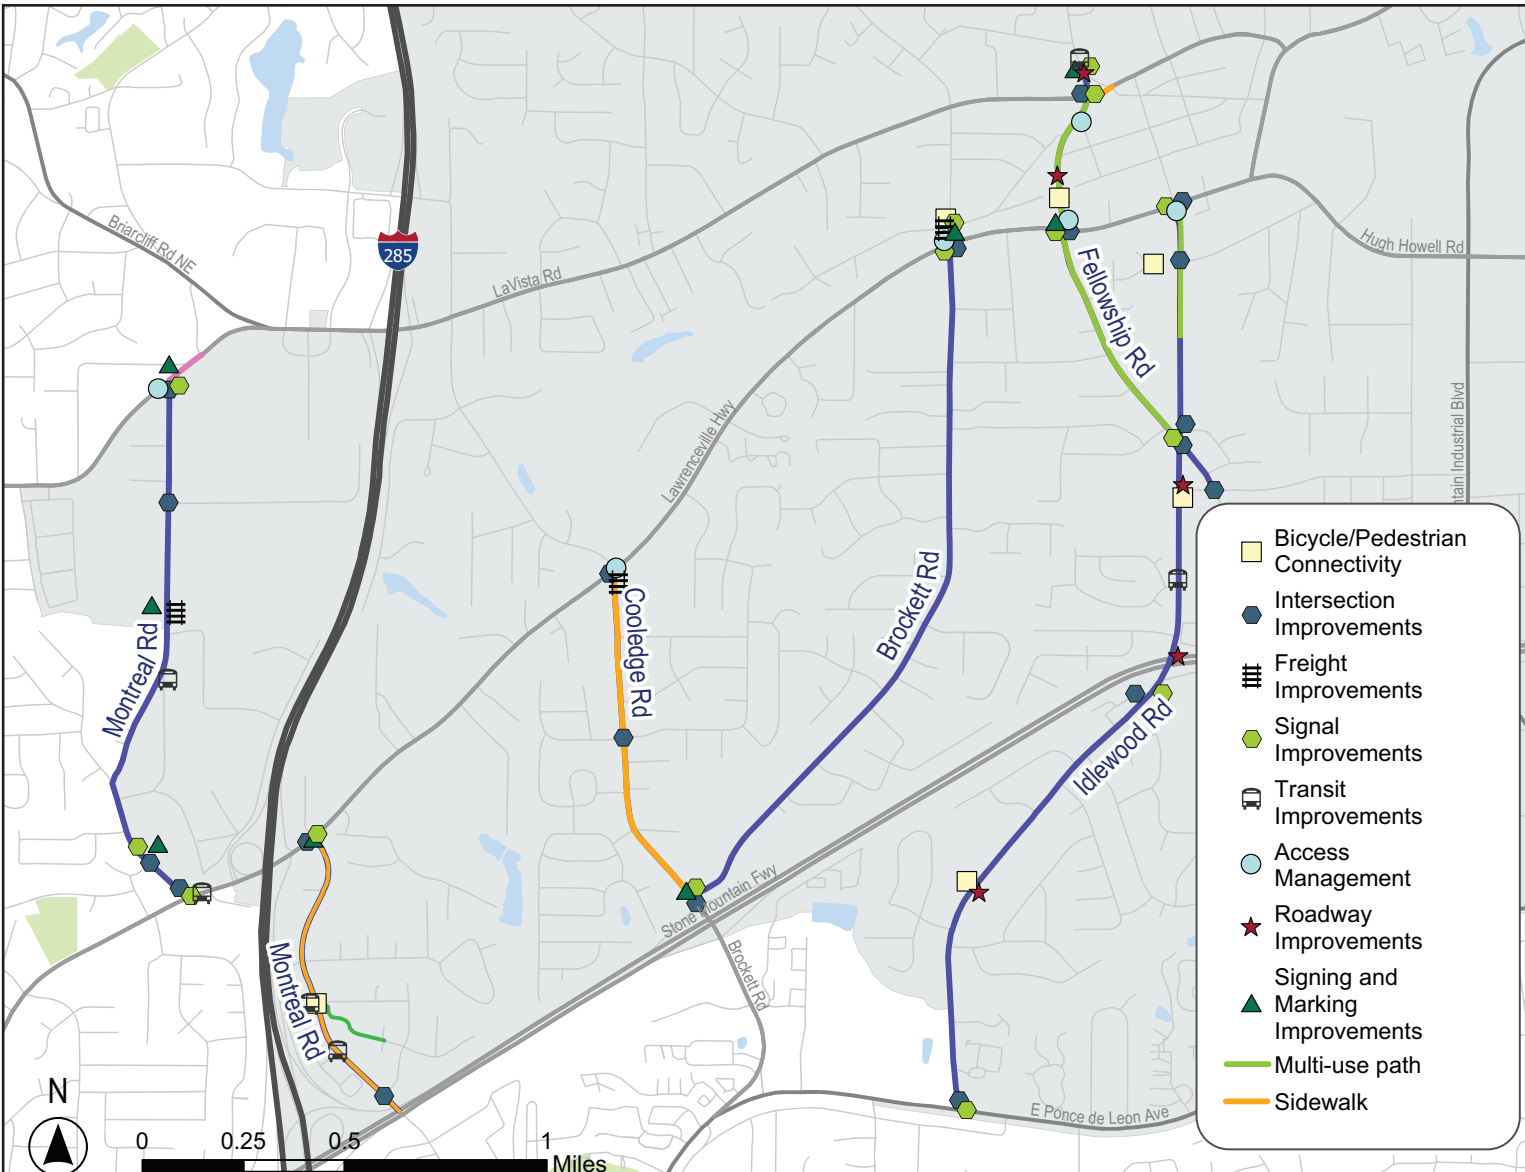 Briarcliff Rd NE
285
LaVista Rd
Hugh Howell Rd
Fellowship Rd
Lawrenceville Hwy
ntain Industrial Blvd
Brockett Rd
Cooledge Rd
Montreal Rd
Idlewood Rd
Stone Mountain Fwy
Brockett Rd
Montreal Rd
E Ponce de Leon Ave
Bicycle/Pedestrian
Connectivity
Intersection
Improvements
Freight
Improvements
Signal
Improvements
Transit
Improvements
Access
Management
Roadway
Improvements
Signing and
Marking
Improvements
Multi-use path
Sidewalk
N
0 0.25 0.5 1
Miles